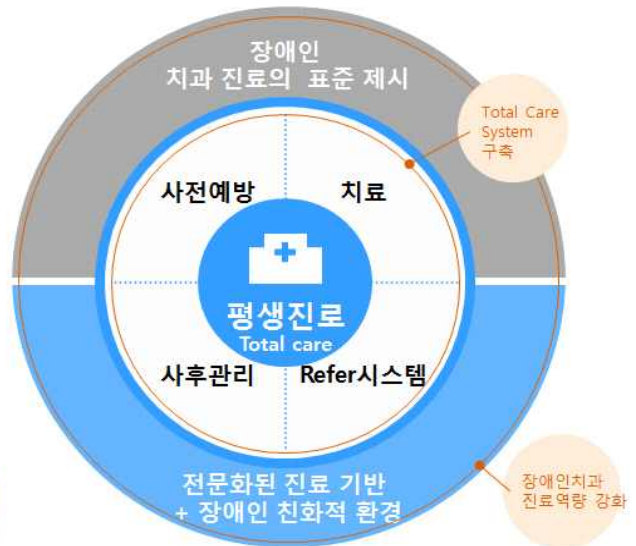 장애인
치과 진료의 표준 제시
Total Care
System
구축
사전예방
치료
평생진로
Total care
사후관리
Refer시스템
전문화된 진료 기반
+ 장애인 친화적 환경
장애인치과
진료역량 강화